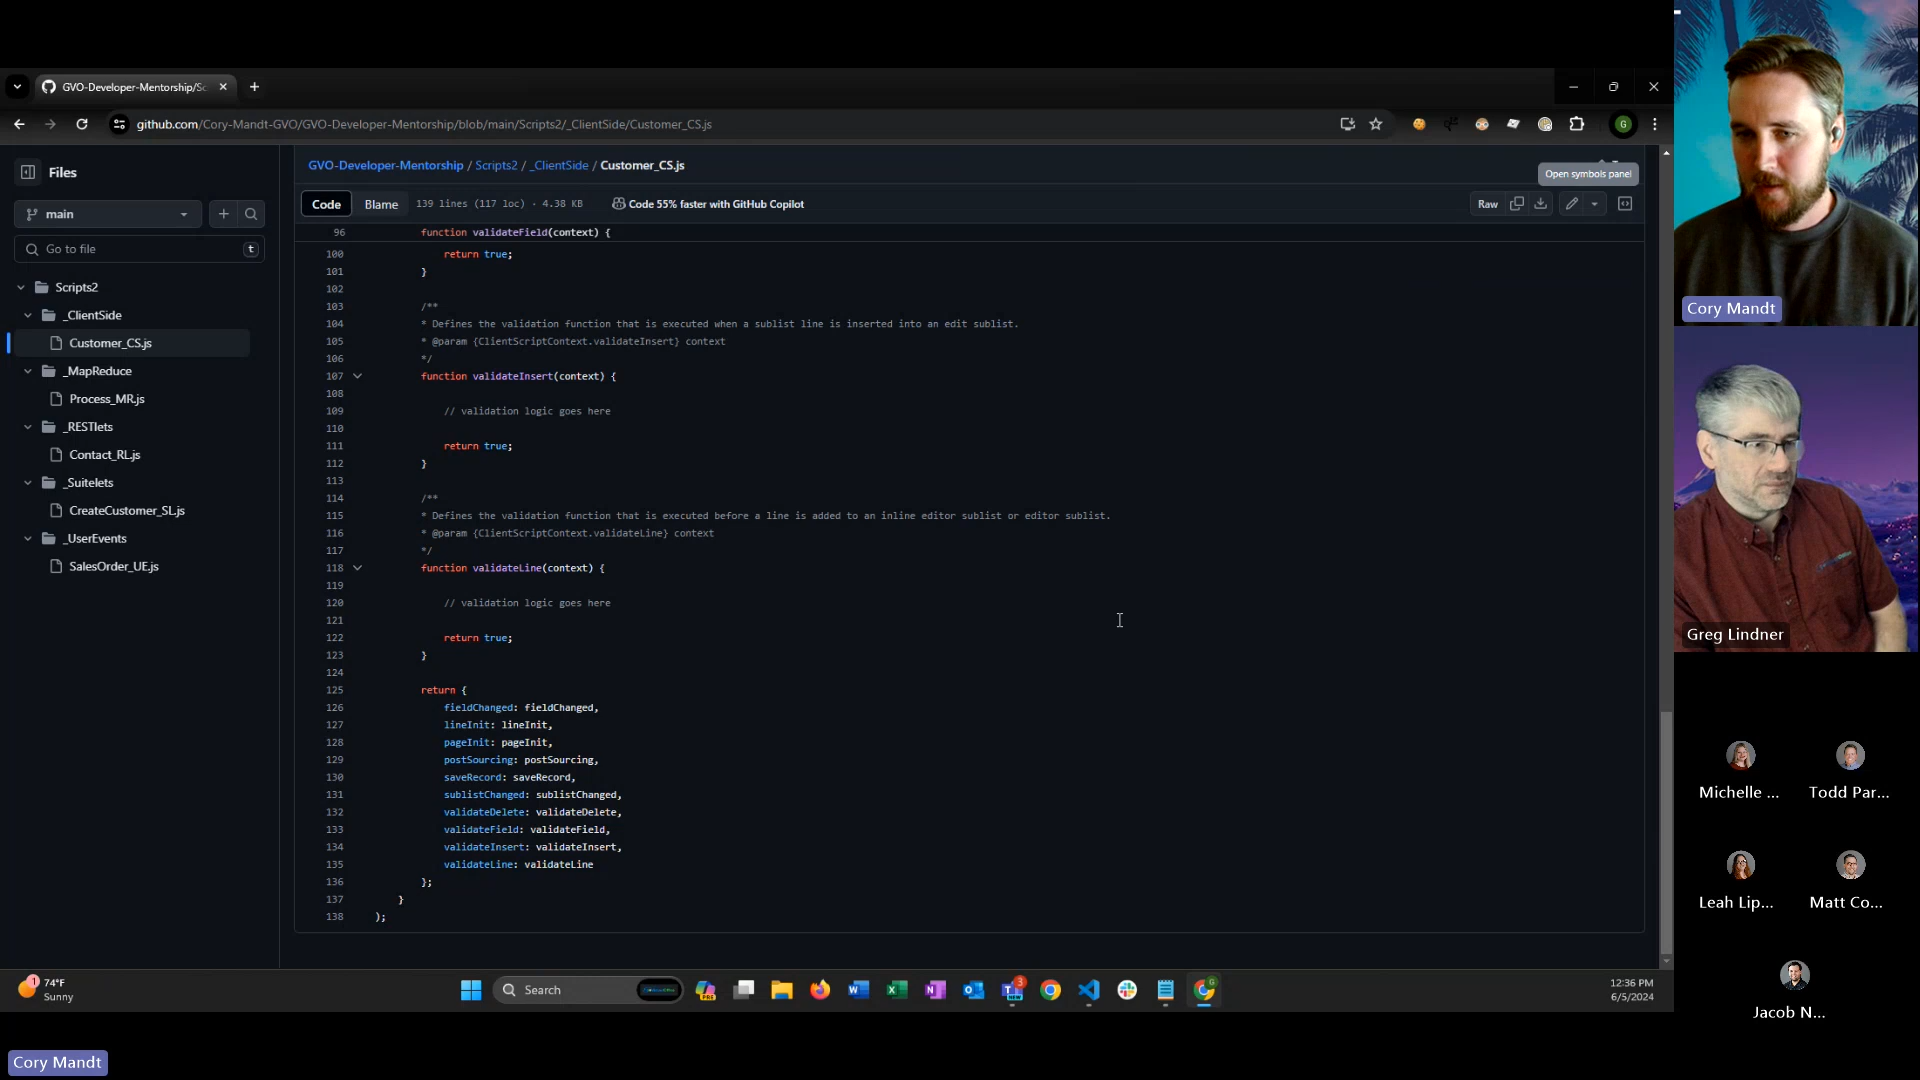 GVO-Developer-Mentorship/Sc
github.com/Cory-Mandt-GVO/GVO-Developer-Mentorship/blob/main/Scripts2/_ClientSide/Customer_CS.js
G
Files
main
Go to file
t
Scripts2
_ClientSide
Customer_CS.js
_MapReduce
Process_MR.js
_RESTlets
Contact_RL.js
_Suitelets
CreateCustomer_SL.js
_UserEvents
SalesOrder_UE.js
GVO-Developer-Mentorship / Scripts2 / _ClientSide / Customer_CS.js
Open symbols panel
Code Blame 139 lines (117 loc) · 4.38 KB Code 55% faster with GitHub Copilot Raw
96 function validateField(context) {
100 return true;
101 }
102
103 /**
104 * Defines the validation function that is executed when a sublist line is inserted into an edit sublist.
105 * @param {ClientScriptContext.validateInsert} context
106 */
107 function validateInsert(context) {
108
109 // validation logic goes here
110
111 return true;
112 }
113
114 /**
115 * Defines the validation function that is executed before a line is added to an inline editor sublist or editor sublist.
116 * @param {ClientScriptContext.validateLine} context
117 */
118 function validateLine(context) {
119
120 // validation logic goes here
121
122 return true;
123 }
124
125 return {
126 fieldChanged: fieldChanged,
127 lineInit: lineInit,
128 pageInit: pageInit,
129 postSourcing: postSourcing,
130 saveRecord: saveRecord,
131 sublistChanged: sublistChanged,
132 validateDelete: validateDelete,
133 validateField: validateField,
134 validateInsert: validateInsert,
135 validateLine: validateLine
136 };
137 }
138 );
1
74°F
Sunny
Search
PRE
3
NEW
G
12:36 PM
6/5/2024
Cory Mandt
Cory Mandt
Greg Lindner
Michelle ...
Todd Par...
Leah Lip...
Matt Co...
Jacob N...